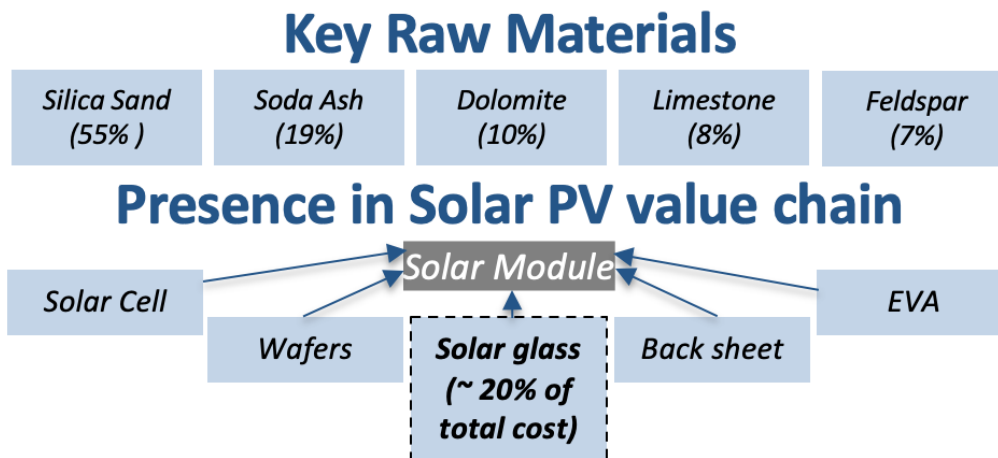 Key Raw Materials
Silica Sand
(55% )
Soda Ash
(19%)
Dolomite
(10%)
Limestone
(8%)
Feldspar
(7%)
Presence in Solar PV value chain
Solar Module
Solar Cell
EVA
Wafers
Solar glass
(~ 20% of
total cost)
Back sheet